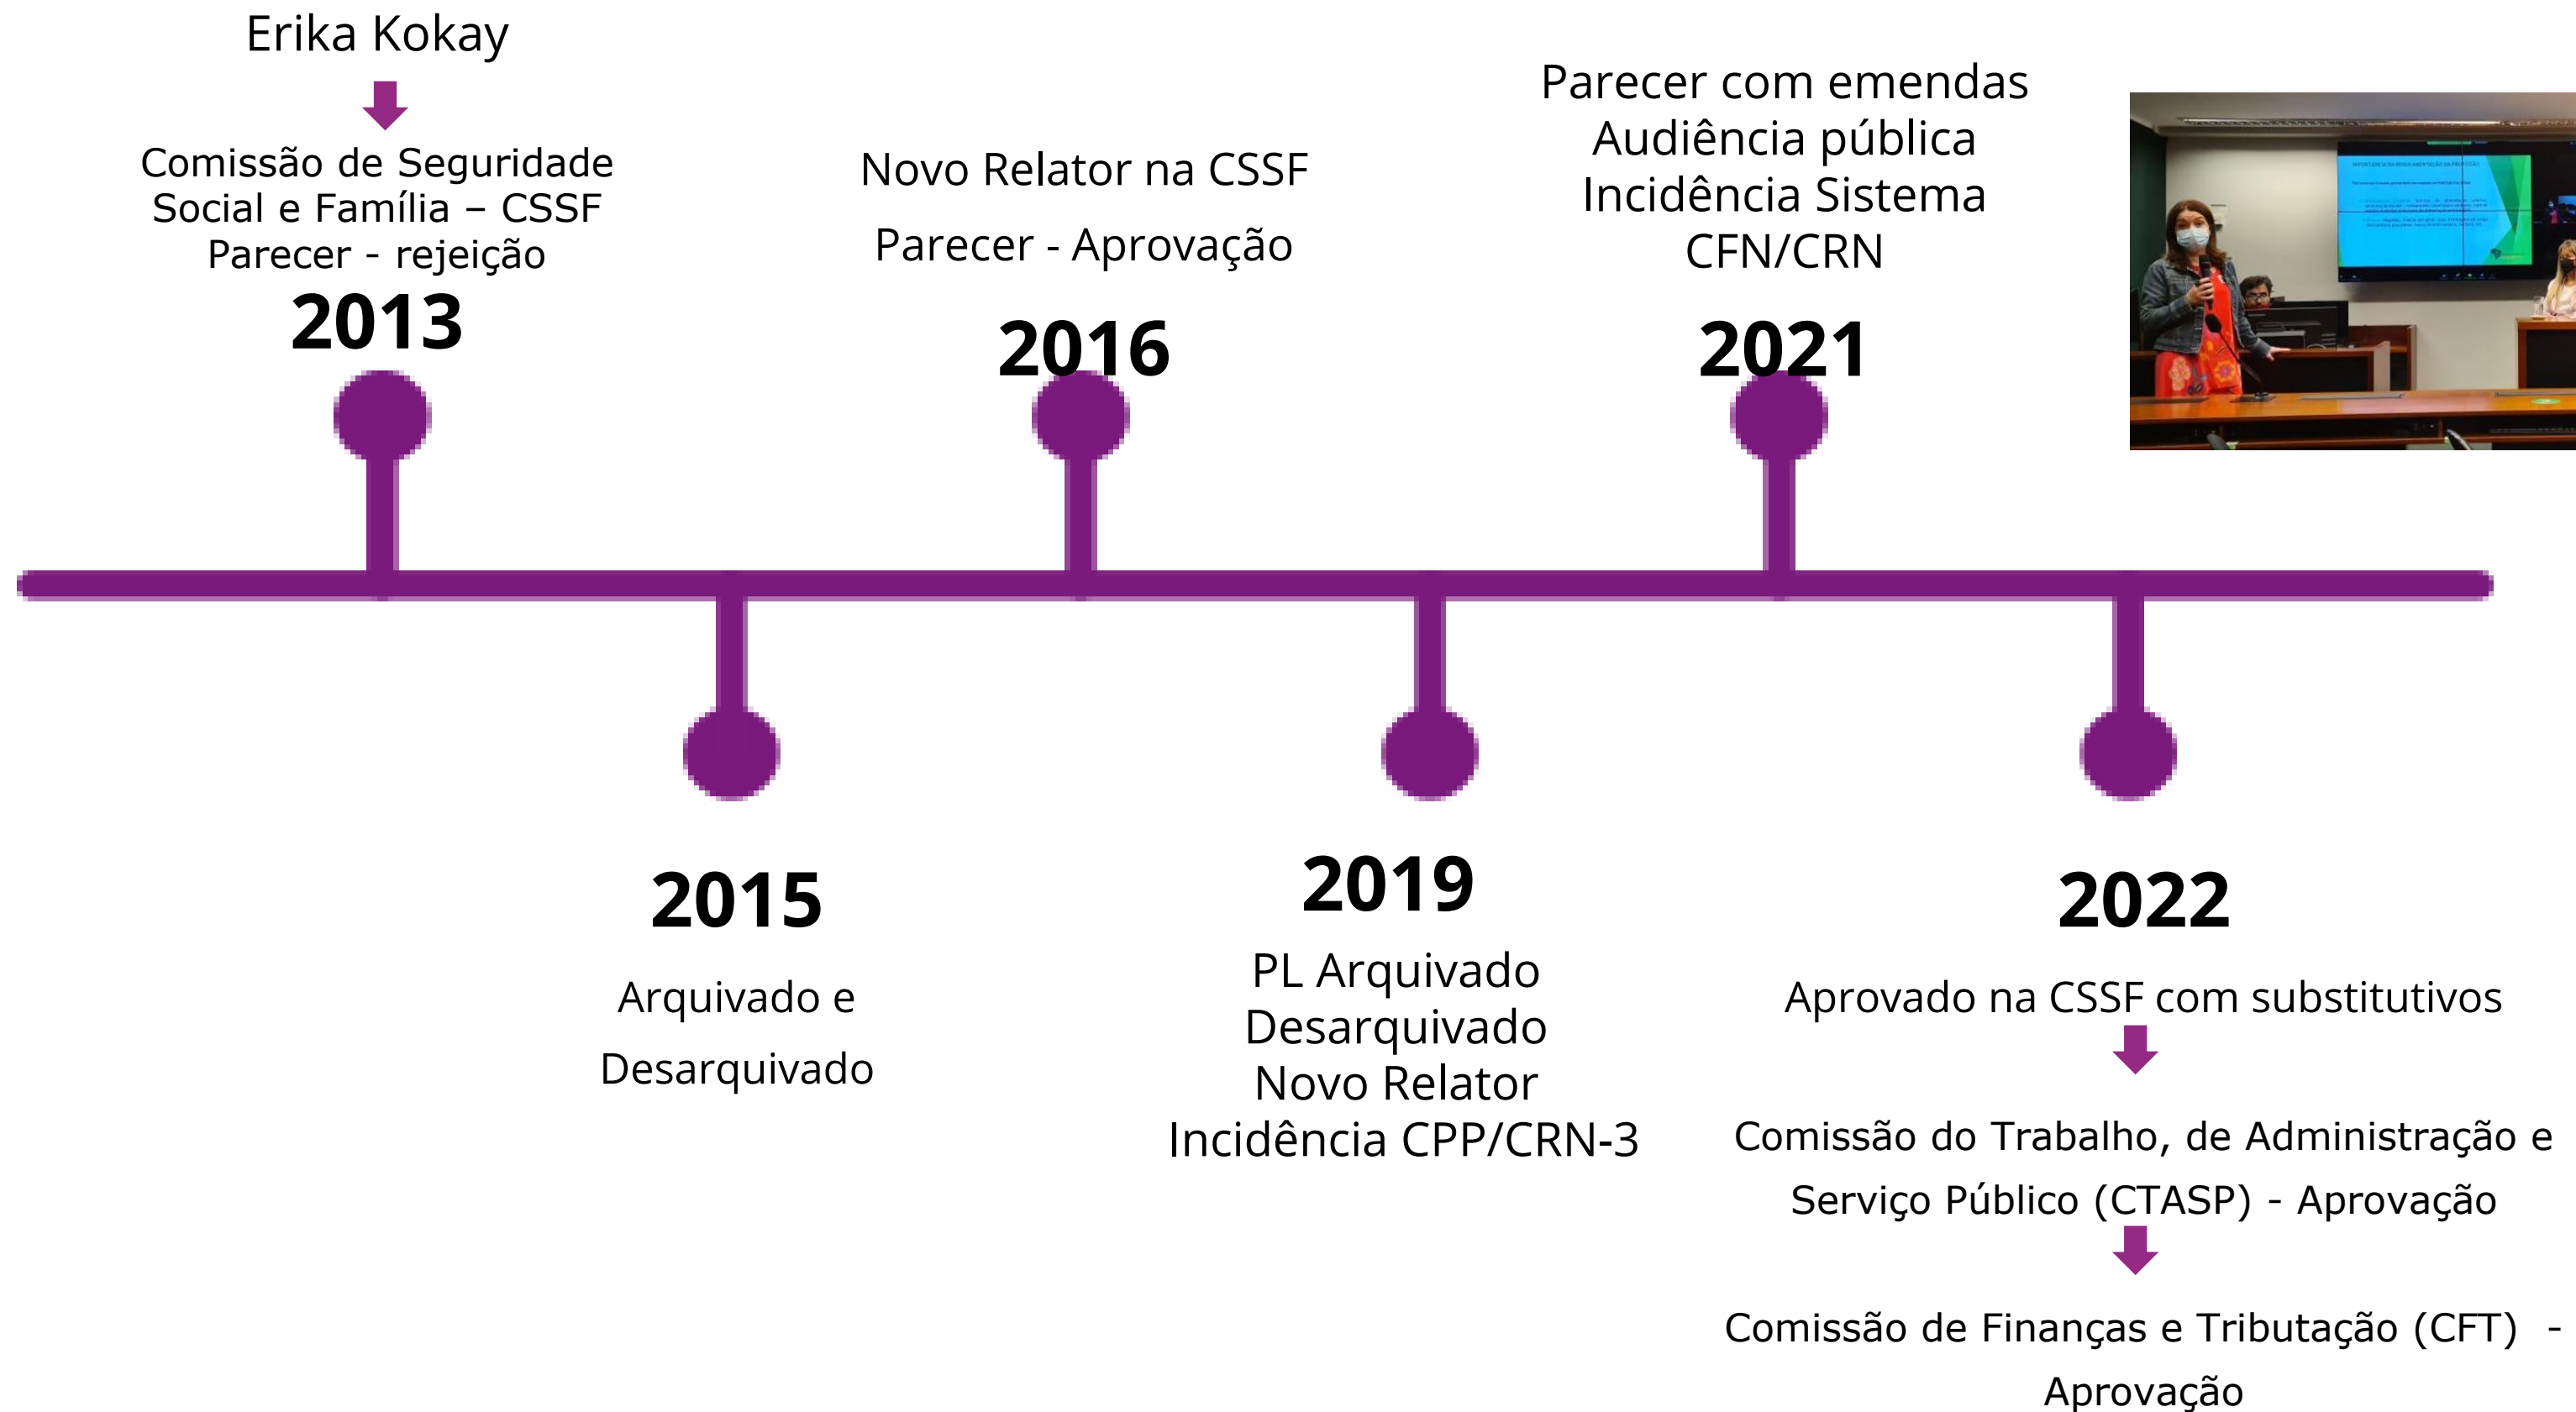 Erika Kokay
Comissão de Seguridade
Social e Família – CSSF
Parecer - rejeição
2013
Novo Relator na CSSF
Parecer - Aprovação
2016
Parecer com emendas
Audiência pública
Incidência Sistema
CFN/CRN
2021
2015
Arquivado e
Desarquivado
2019
PL Arquivado
Desarquivado
Novo Relator
Incidência CPP/CRN-3
2022
Aprovado na CSSF com substitutivos
Comissão do Trabalho, de Administração e
Serviço Público (CTASP) - Aprovação
Comissão de Finanças e Tributação (CFT)  -
Aprovação